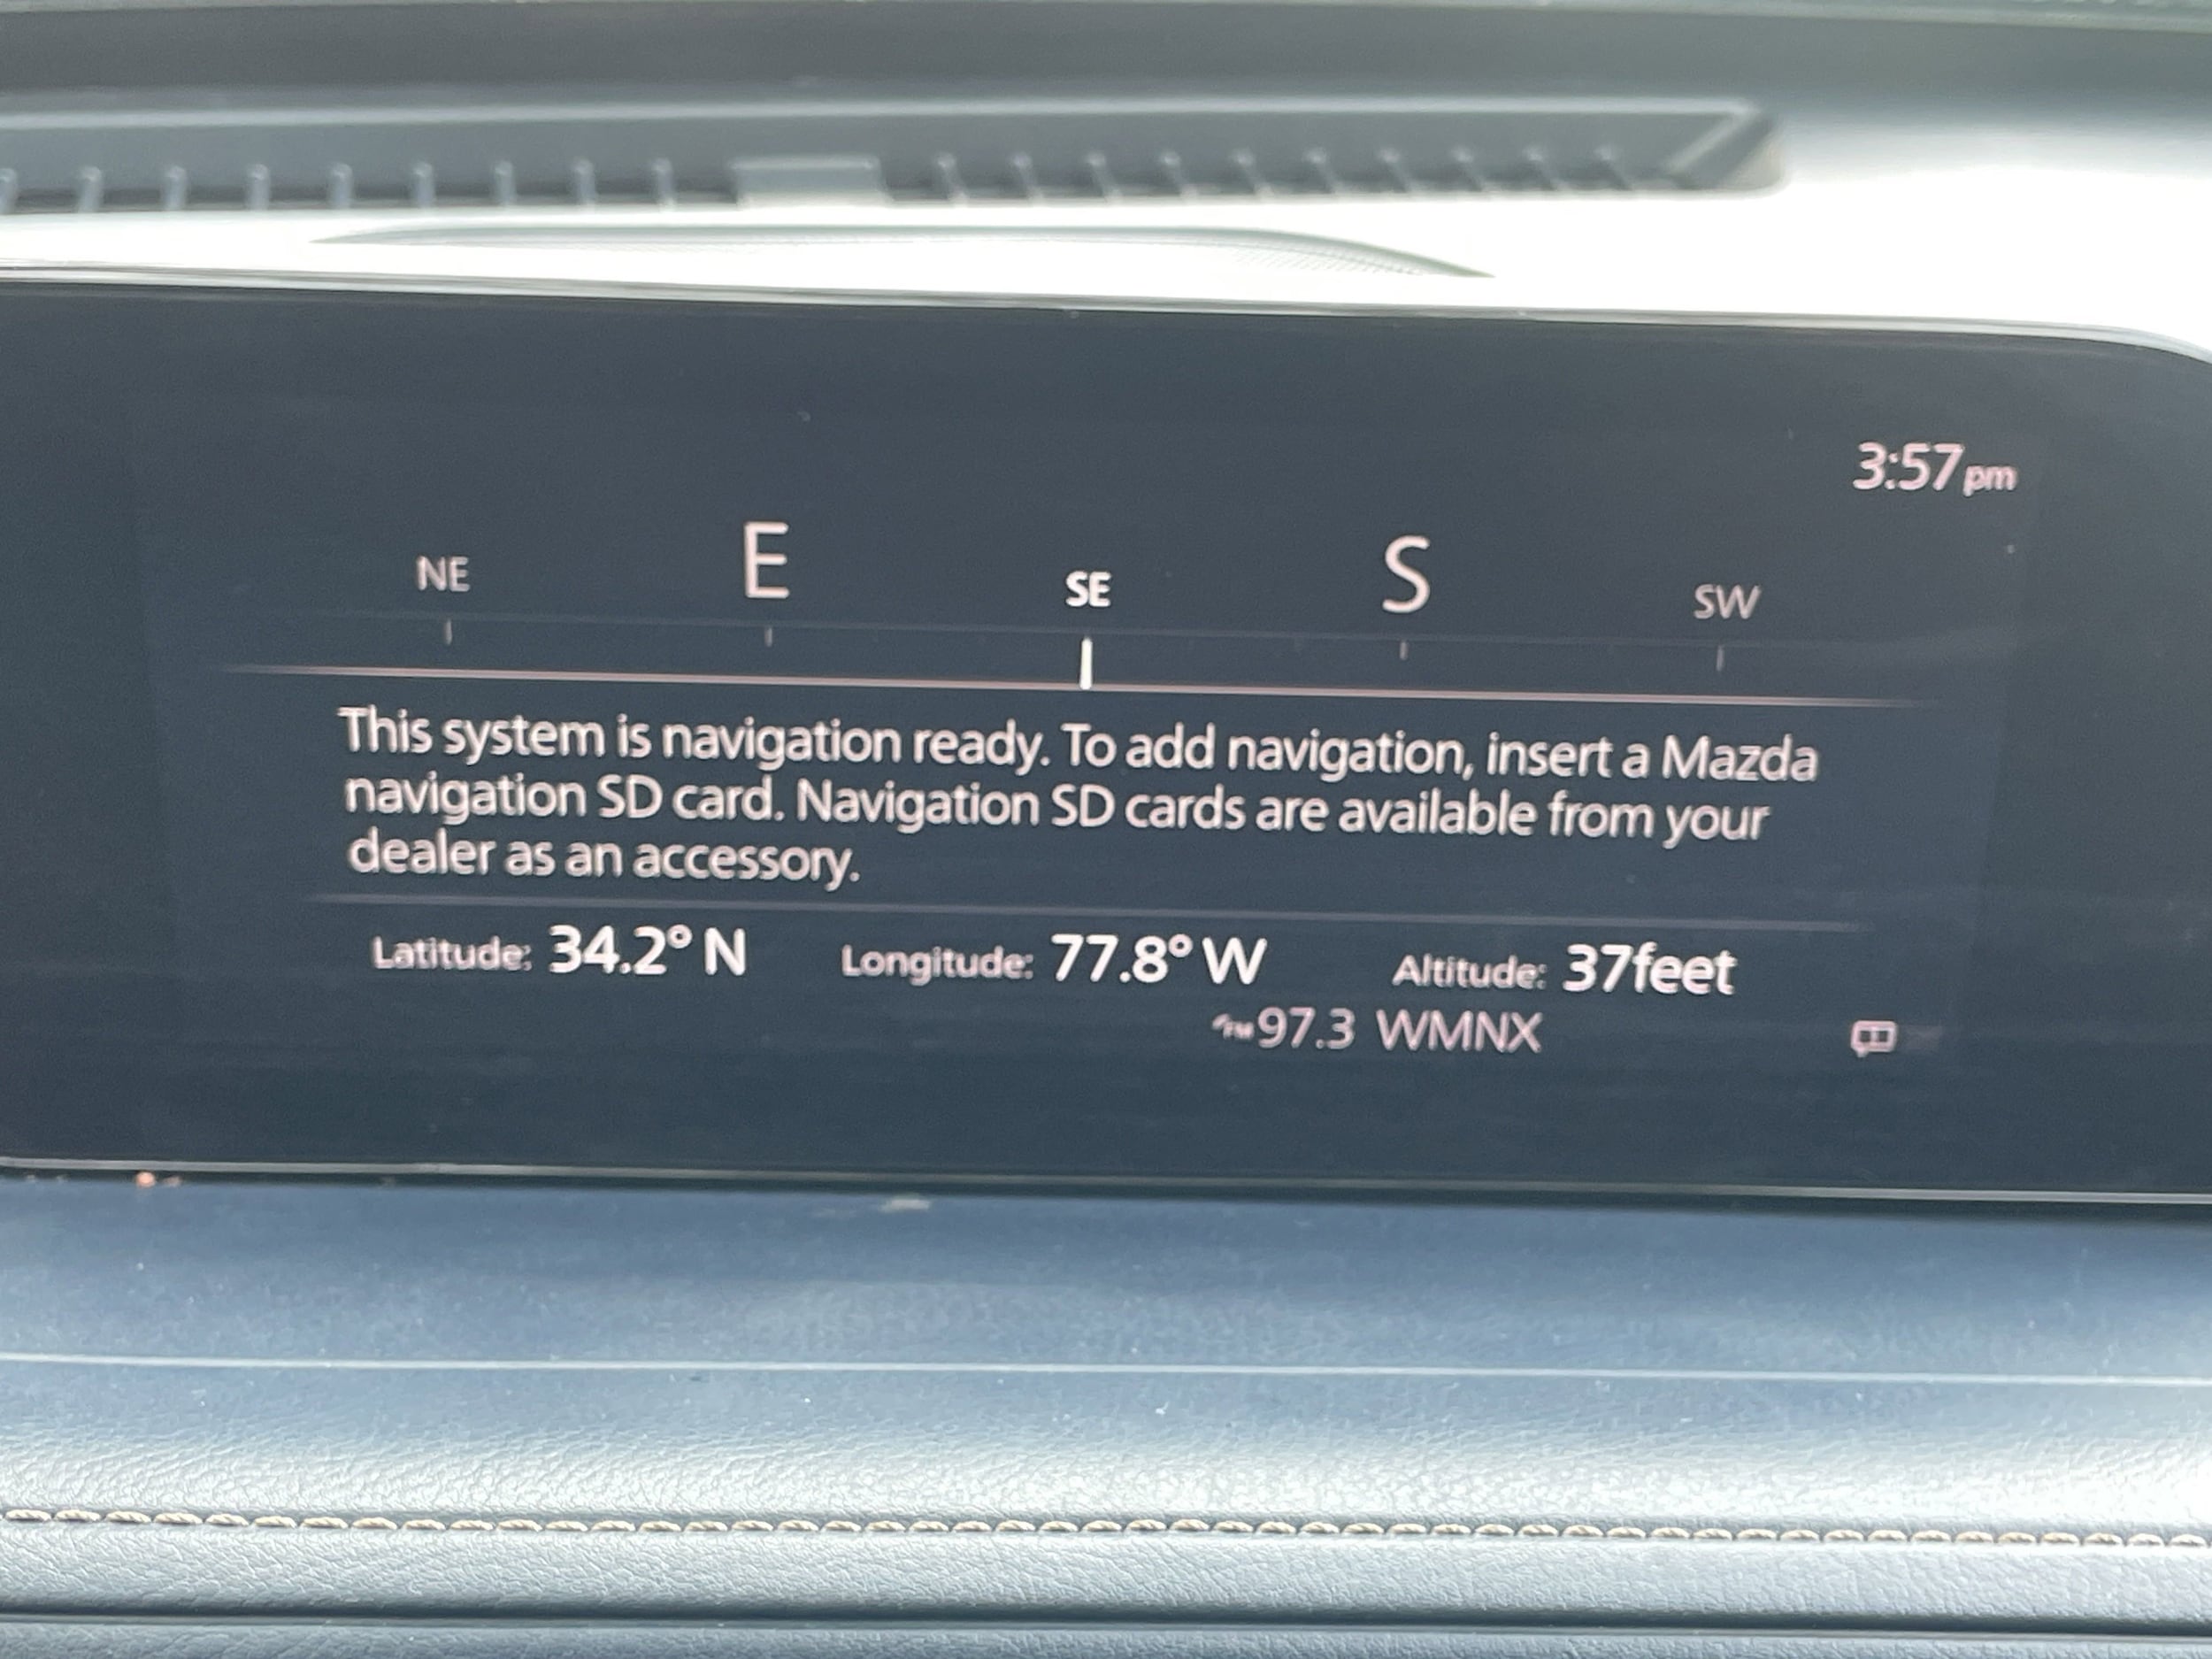 3:57pm
NE E SE S SW
This system is navigation ready. To add navigation, insert a Mazda
navigation SD card. Navigation SD cards are available from your
dealer as an accessory.
Latitude: 34.2° N Longitude: 77.8° W Altitude: 37feet
FM 97.3 WMNX